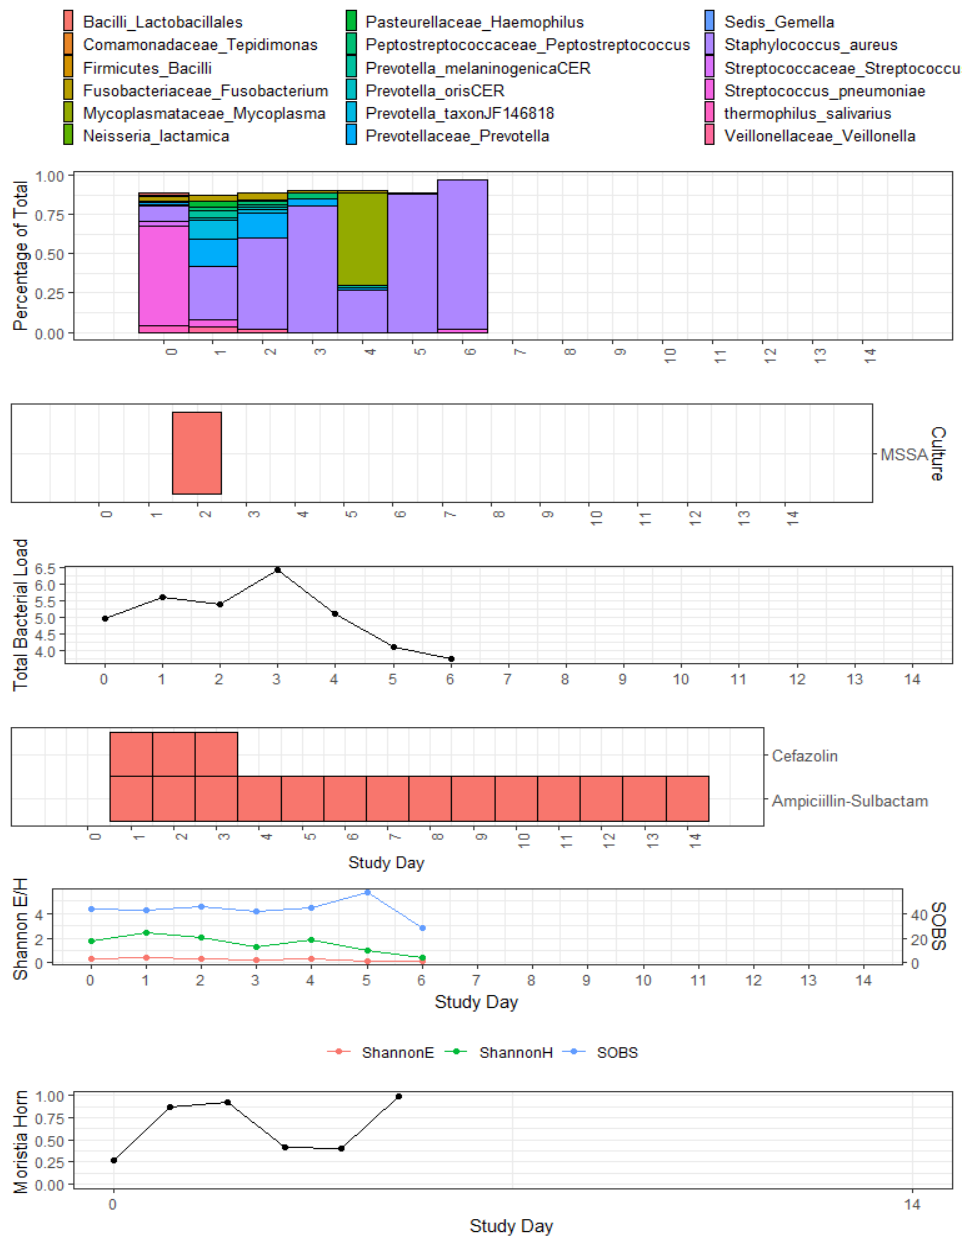 Bacilli_Lactobacillales
Comamonadaceae_Tepidimonas
Firmicutes_Bacilli
Fusobacteriaceae_Fusobacterium
Mycoplasmataceae_Mycoplasma
Neisseria_lactamica
Pasteurellaceae_Haemophilus
Peptostreptococcaceae_Peptostreptococcus
Prevotella_melaninogenicaCER
Prevotella_orisCER
Prevotella_taxonJF146818
Prevotellaceae_Prevotella
Sedis_Gemella
Staphylococcus_aureus
Streptococcaceae_Streptococcu
Streptococcus_pneumoniae
thermophilus_salivarius
Veillonellaceae_Veillonella
Percentage of Total
1.00
0.75
0.50
0.25
0.00
0 1 2 3 4 5 6 7 8 9 10 11 12 13 14
MSSA
Culture
0 1 2 3 4 5 6 7 8 9 10 11 12 13 14
Total Bacterial Load
6.5
6.0
5.5
5.0
4.5
4.0
0 1 2 3 4 5 6 7 8 9 10 11 12 13 14
Cefazolin
Ampiciillin-Sulbactam
0 1 2 3 4 5 6 7 8 9 10 11 12 13 14
Study Day
Shannon E/H
4
2
0
40
20
0
SOBS
0 1 2 3 4 5 6 7 8 9 10 11 12 13 14
Study Day
ShannonE ShannonH SOBS
Moristia Horn
1.00
0.75
0.50
0.25
0.00
0 14
Study Day